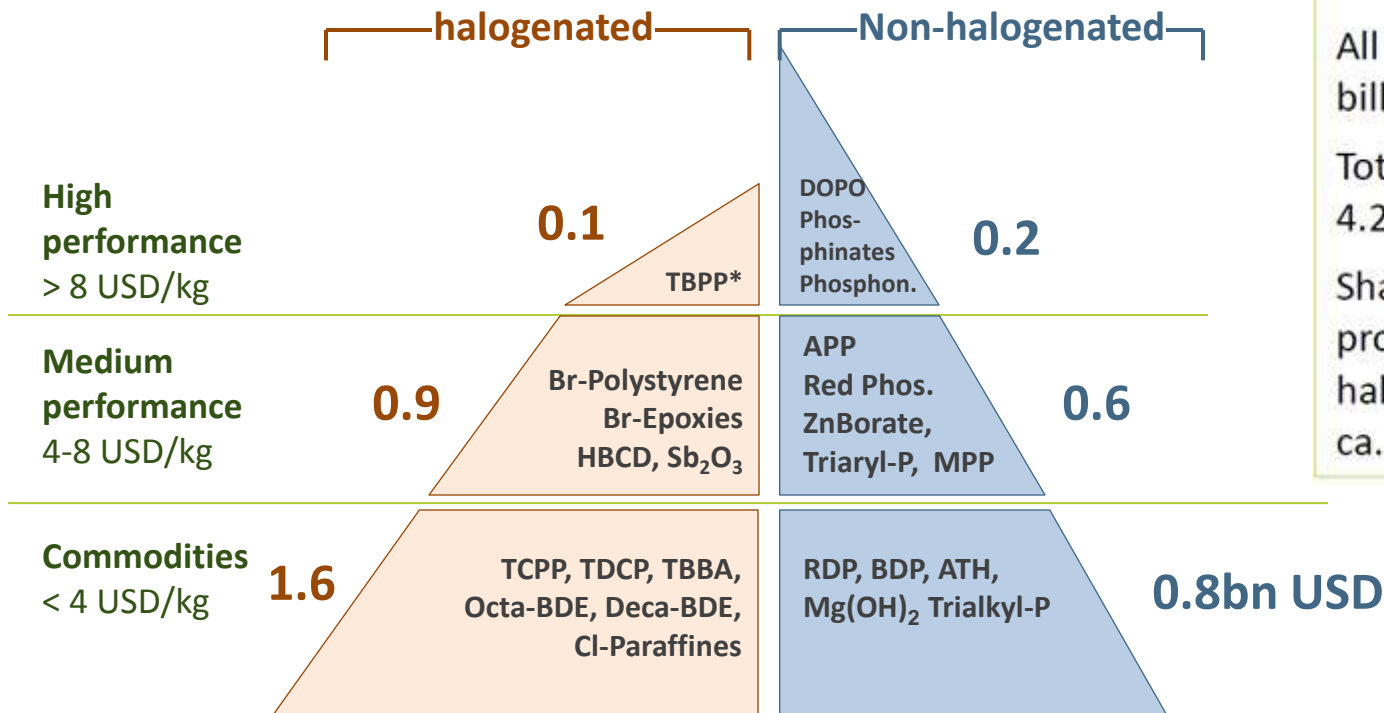 halogenated
Non-halogenated
High
performance
> 8 USD/kg
0.1
TBPP*
DOPO
Phos-
phinates
Phosphon.
0.2
Medium
performance
4-8 USD/kg
0.9
Br-Polystyrene
Br-Epoxies
HBCD, Sb₂O₃
APP
Red Phos.
ZnBorate,
Triaryl-P, MPP
0.6
Commodities
< 4 USD/kg
1.6
TCPP, TDCP, TBBA,
Octa-BDE, Deca-BDE,
Cl-Paraffines
RDP, BDP, ATH,
Mg(OH)₂ Trialkyl-P
0.8bn USD
All
bill
Tot
4.2
Sha
pro
hal
ca.